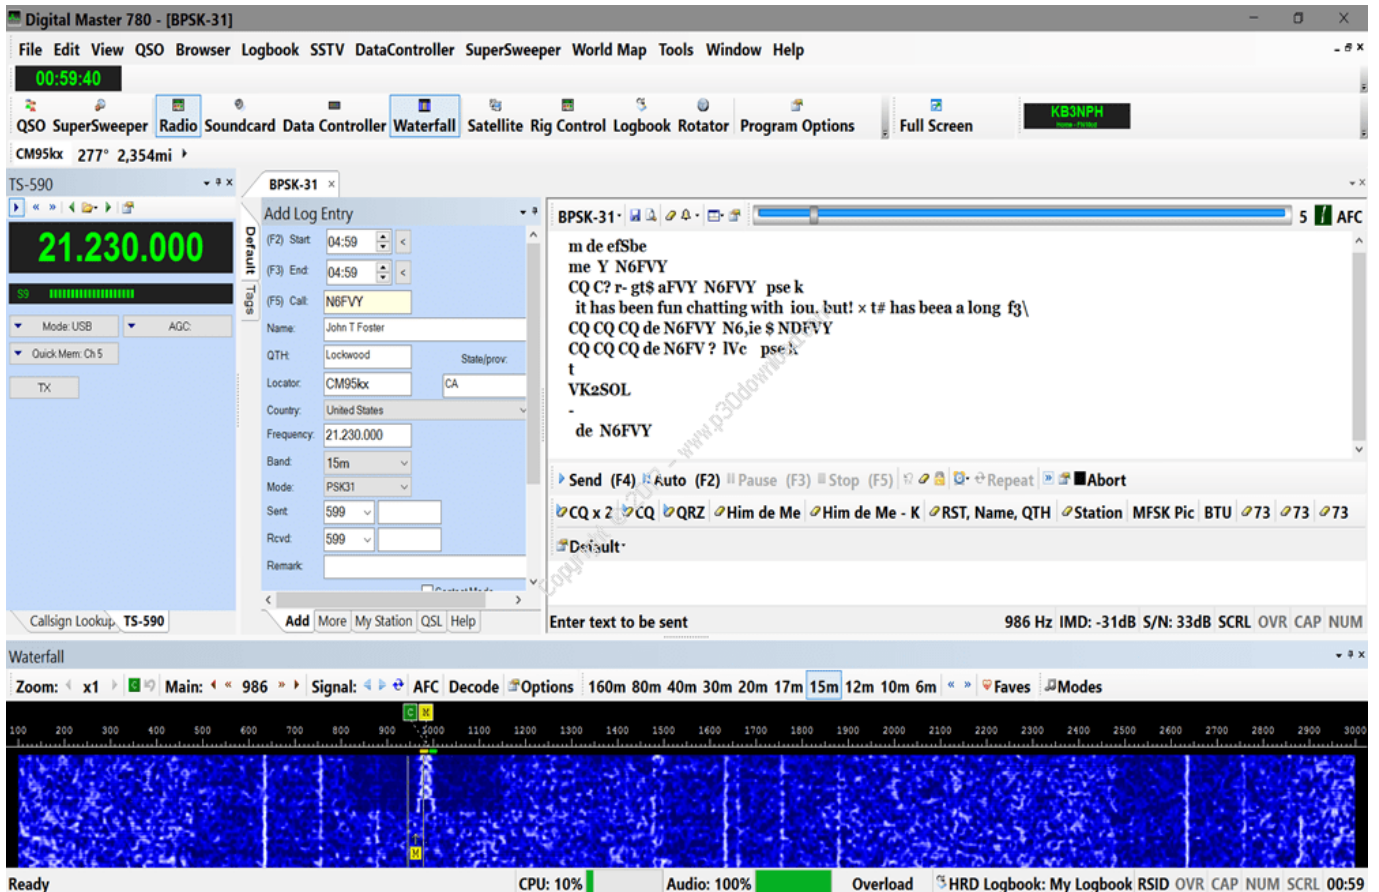 Digital Master 780 - [BPSK-31]
File Edit View QSO Browser Logbook SSTV DataController SuperSweeper World Map Tools Window Help
00:59:40
QSO SuperSweeper Radio Soundcard Data Controller Waterfall Satellite Rig Control Logbook Rotator Program Options Full Screen KB3NPH
CM95kx 277° 2,354mi
TS-590
21.230.000
S9
Mode: USB AGC:
Quick Mem: Ch 5
TX
Callsign Lookup TS-590
BPSK-31 ×
Default
Tags
Add Log Entry
(F2) Start: 04:59 <
(F3) End: 04:59 <
(F5) Call: N6FVY
Name: John T Foster
QTH: Lockwood State/prov:
Locator: CM95kx CA
Country: United States
Frequency: 21.230.000
Band: 15m
Mode: PSK31
Sent: 599
Rcvd: 599
Remark:
Add More My Station QSL Help
BPSK-31 5 AFC
m de efSbe
me Y N6FVY
CQ C? r- gt$ aFVY N6FVY pse k
it has been fun chatting with iou, but! × t# has beea a long f3\
CQ CQ CQ de N6FVY N6,ie $ NDFVY
CQ CQ CQ de N6FV ? lVc pse k
t
VK2SOL
-
de N6FVY
Send (F4) Auto (F2) Pause (F3) Stop (F5) Repeat Abort
CQ x 2 CQ QRZ Him de Me Him de Me - K RST, Name, QTH Station MFSK Pic BTU 73 73 73
Default
Enter text to be sent 986 Hz IMD: -31dB S/N: 33dB SCRL OVR CAP NUM
Waterfall
Zoom: x1 Main: 986 Signal: AFC Decode Options 160m 80m 40m 30m 20m 17m 15m 12m 10m 6m Faves Modes
C M
100 200 300 400 500 600 700 800 900 1000 1100 1200 1300 1400 1500 1600 1700 1800 1900 2000 2100 2200 2300 2400 2500 2600 2700 2800 2900 3000
M
Ready CPU: 10% Audio: 100% Overload HRD Logbook: My Logbook RSID OVR CAP NUM SCRL 00:59